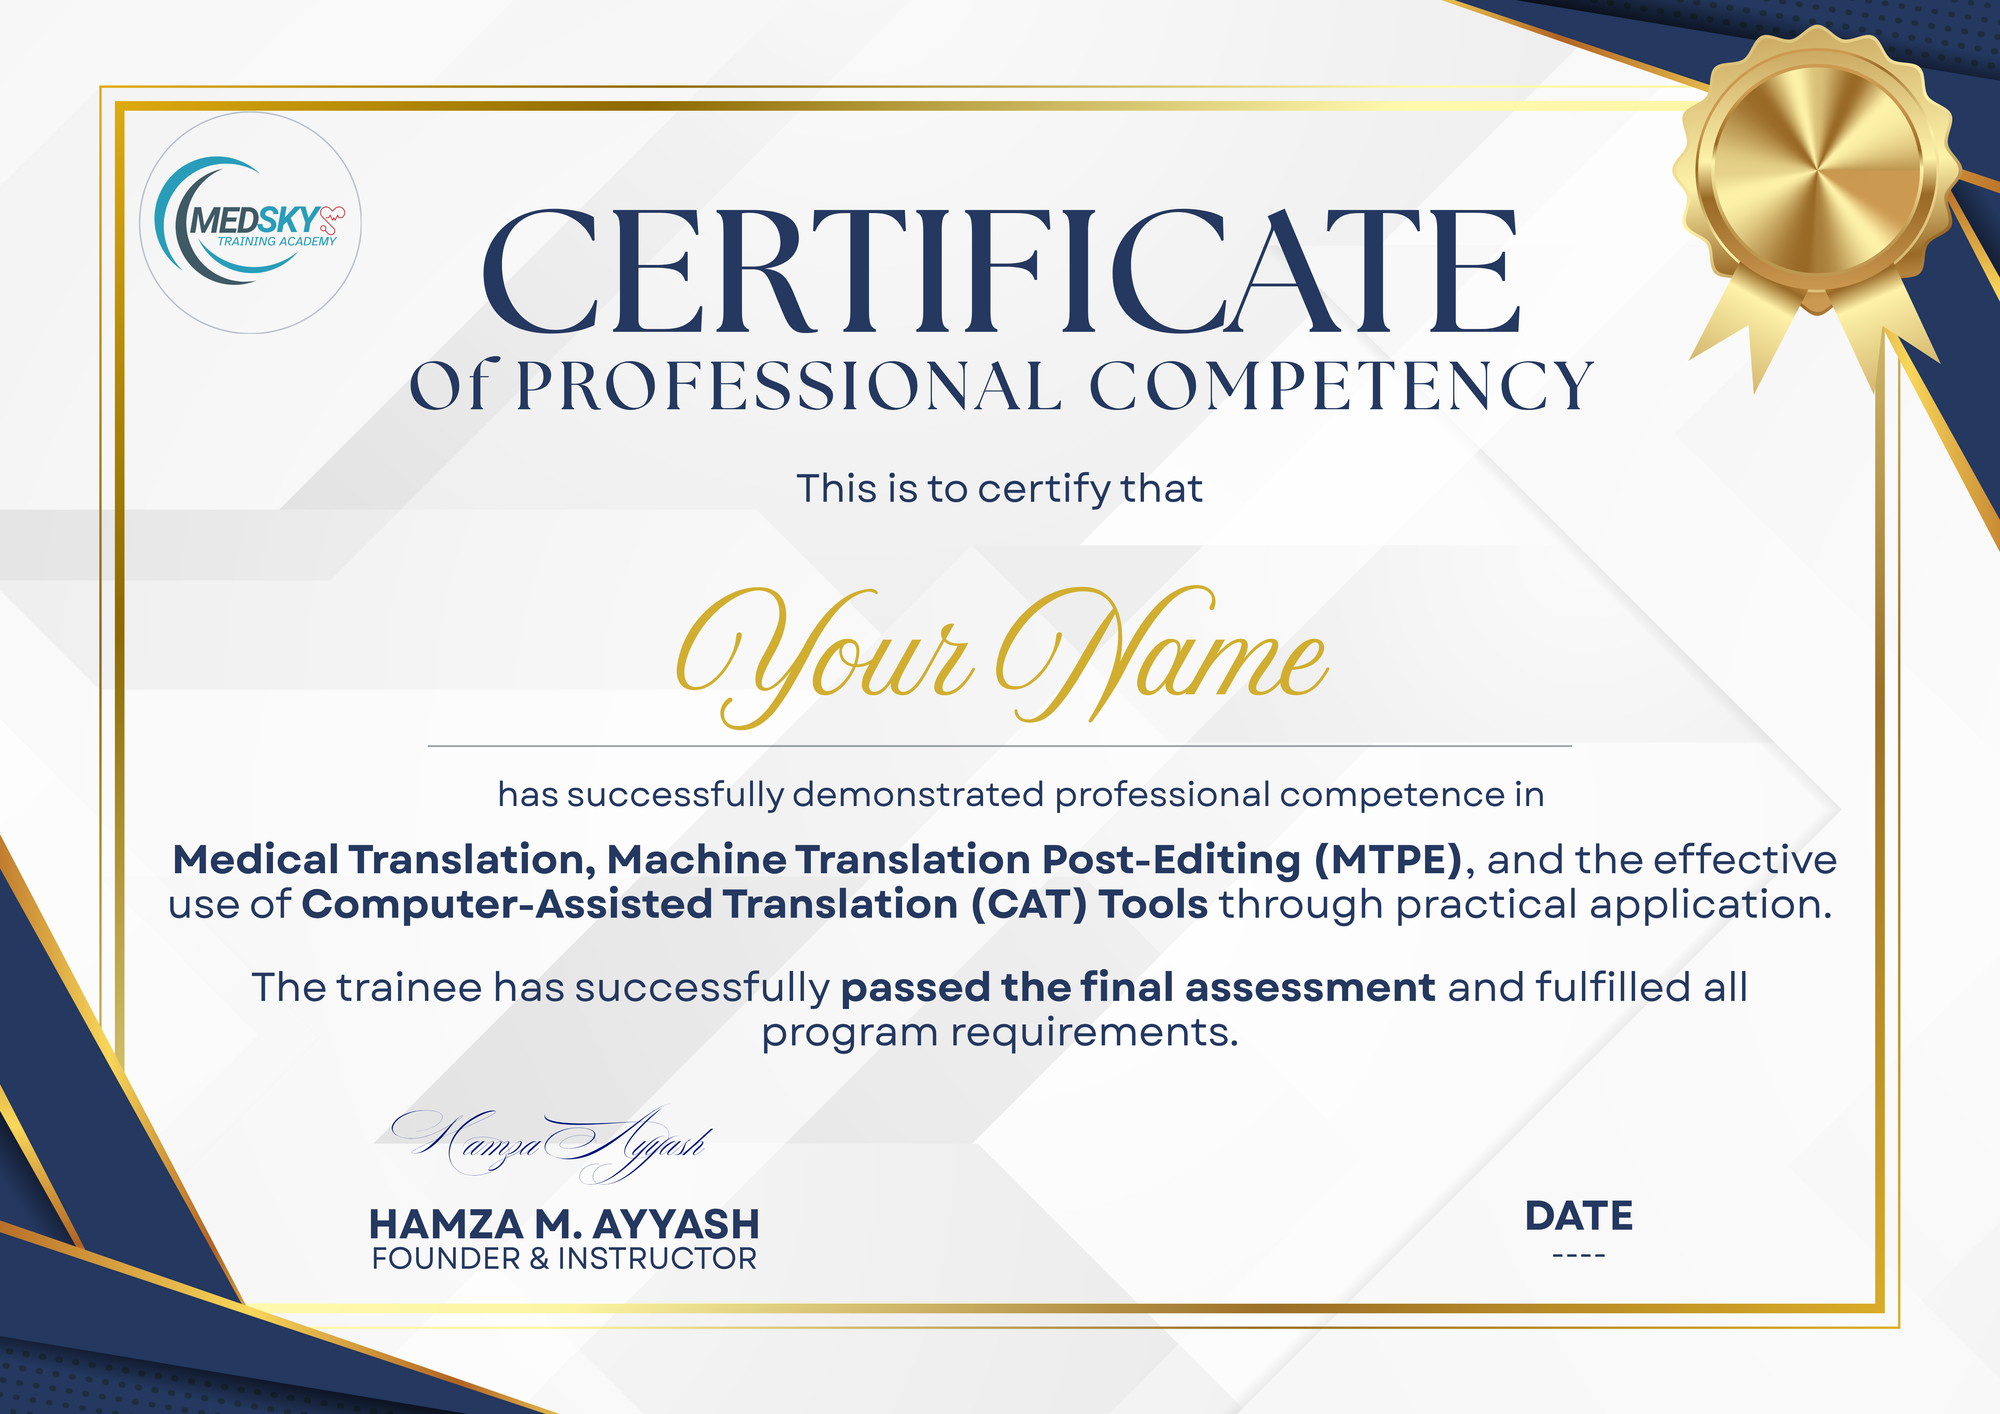 MEDSKY
TRAINING ACADEMY
CERTIFICATE
Of PROFESSIONAL COMPETENCY
This is to certify that
Your Name
has successfully demonstrated professional competence in
Medical Translation, Machine Translation Post-Editing (MTPE), and the effective
use of Computer-Assisted Translation (CAT) Tools through practical application.
The trainee has successfully passed the final assessment and fulfilled all
program requirements.
Hamza Ayyash
HAMZA M. AYYASH
FOUNDER & INSTRUCTOR
DATE
----